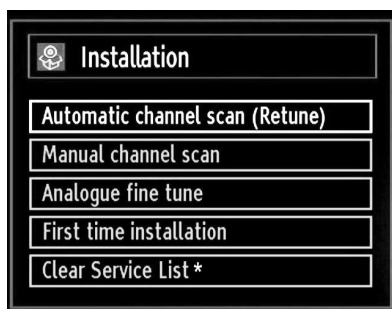 Installation
Automatic channel scan (Retune)
Manual channel scan
Analogue fine tune
First time installation
Clear Service List *